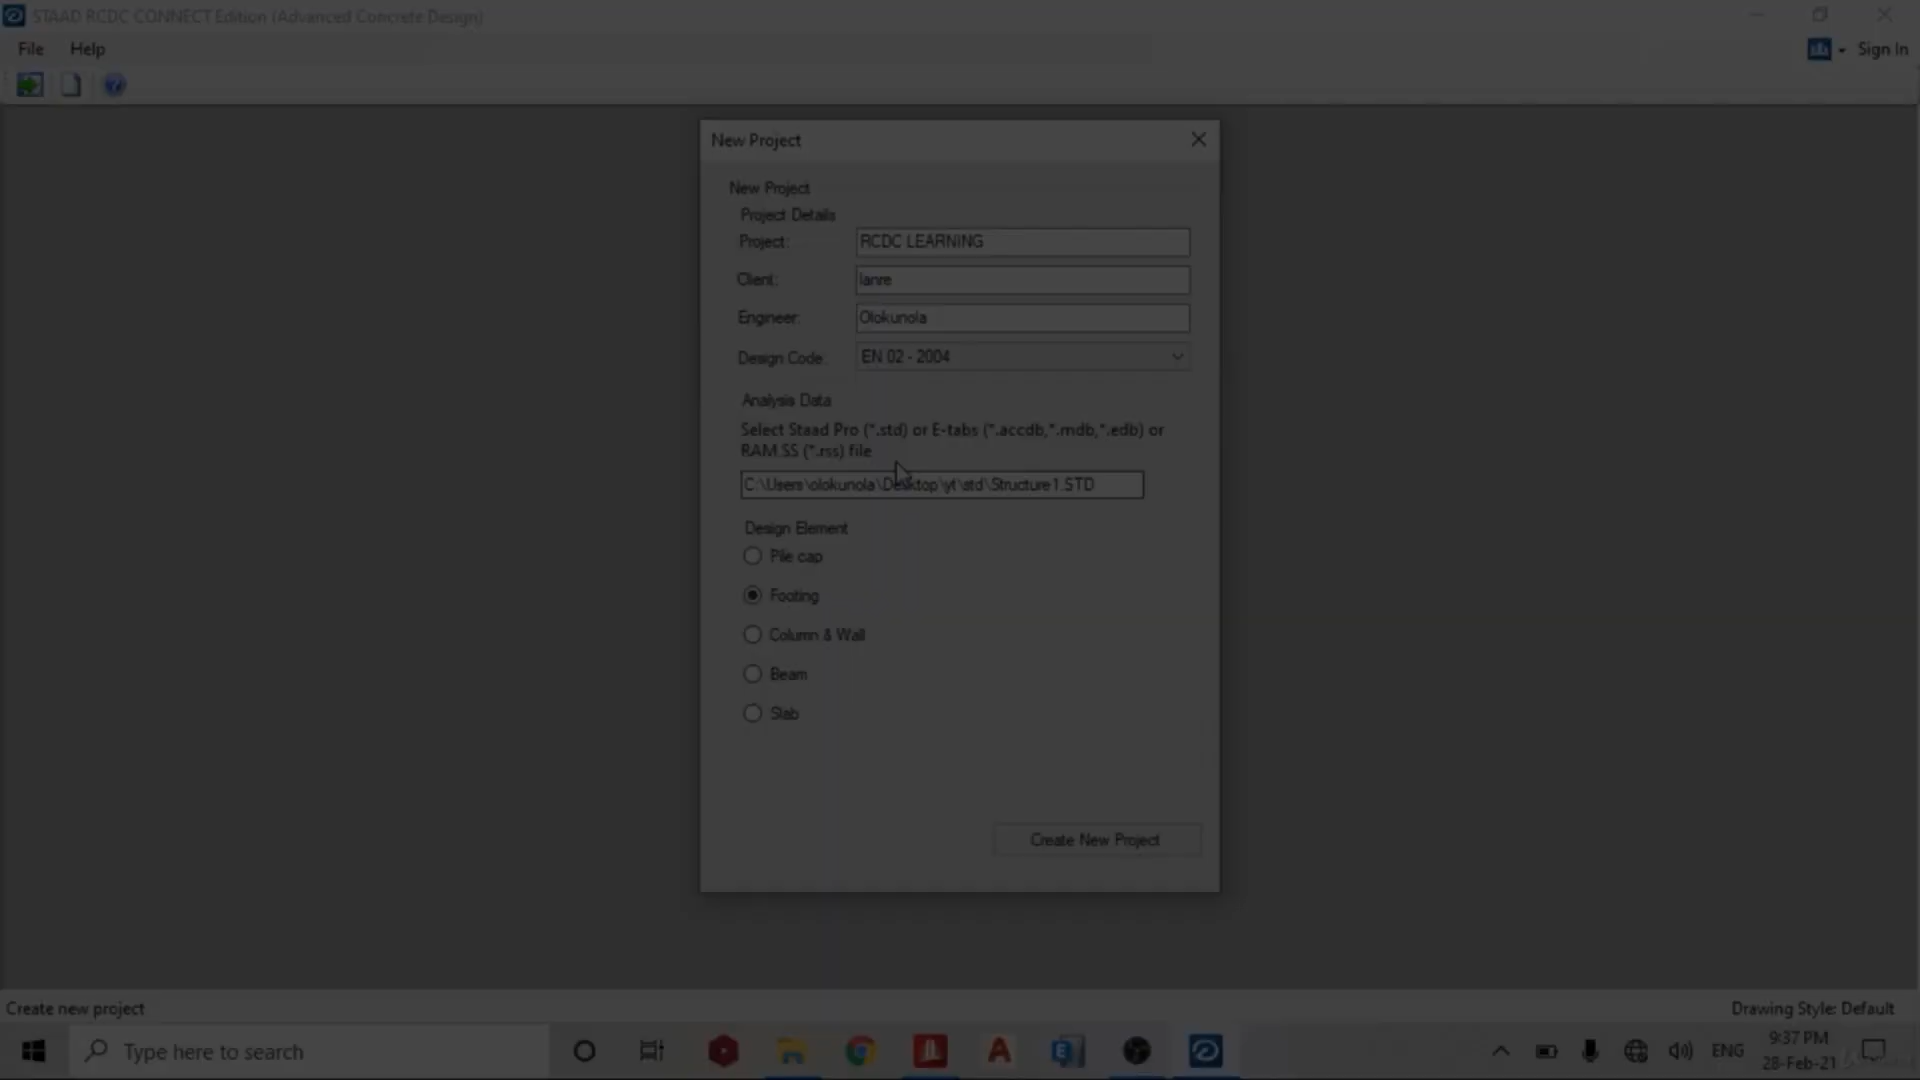 STAAD RCDC CONNECT Edition (Advanced Concrete Design)
File Help
Sign In
New Project
New Project
Project Details
Project: RCDC LEARNING
Client: lanre
Engineer: Olokunola
Design Code: EN 02 - 2004
Analysis Data
Select Staad Pro (*.std) or E-tabs (*.accdb,*.mdb,*.edb) or
RAM SS (*.rss) file
C:\Users\olokunola\Desktop\yt\std\Structure1.STD
Design Element
Pile cap
Footing
Column & Wall
Beam
Slab
Create New Project
Create new project
Drawing Style: Default
Type here to search
ENG
9:37 PM
28-Feb-21